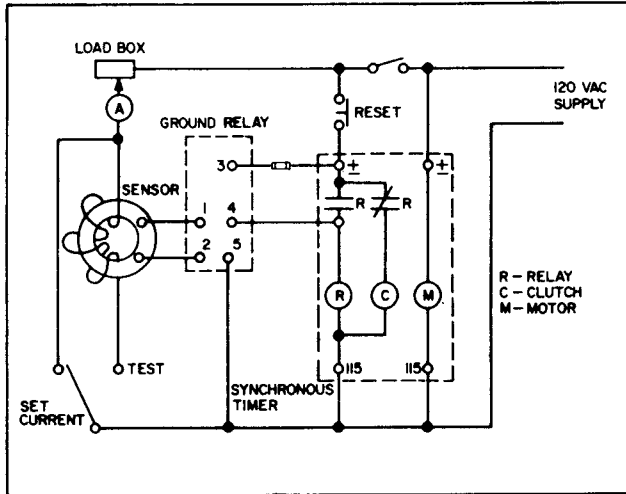 LOAD BOX
120 VAC
SUPPLY
A
RESET
GROUND RELAY
3
±
±
SENSOR
1
4
R
R
2
5
R
C
M
R – RELAY
C – CLUTCH
M – MOTOR
TEST
115
115
SYNCHRONOUS
TIMER
SET
CURRENT